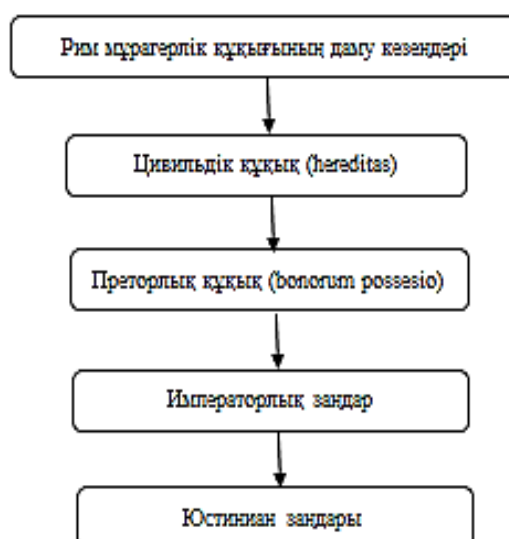 Рим мұрагерлік құқығының даму кезеңдері
Цивильдік құқық (hereditas)
Преторлық құқық (bonorum possesio)
Императорлық заңдар
Юстиниан заңдары